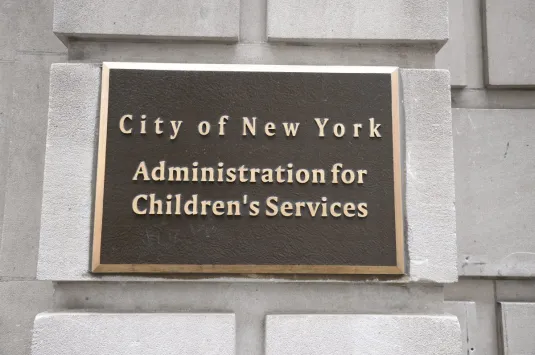 City of New York
Administration for
Children's Services